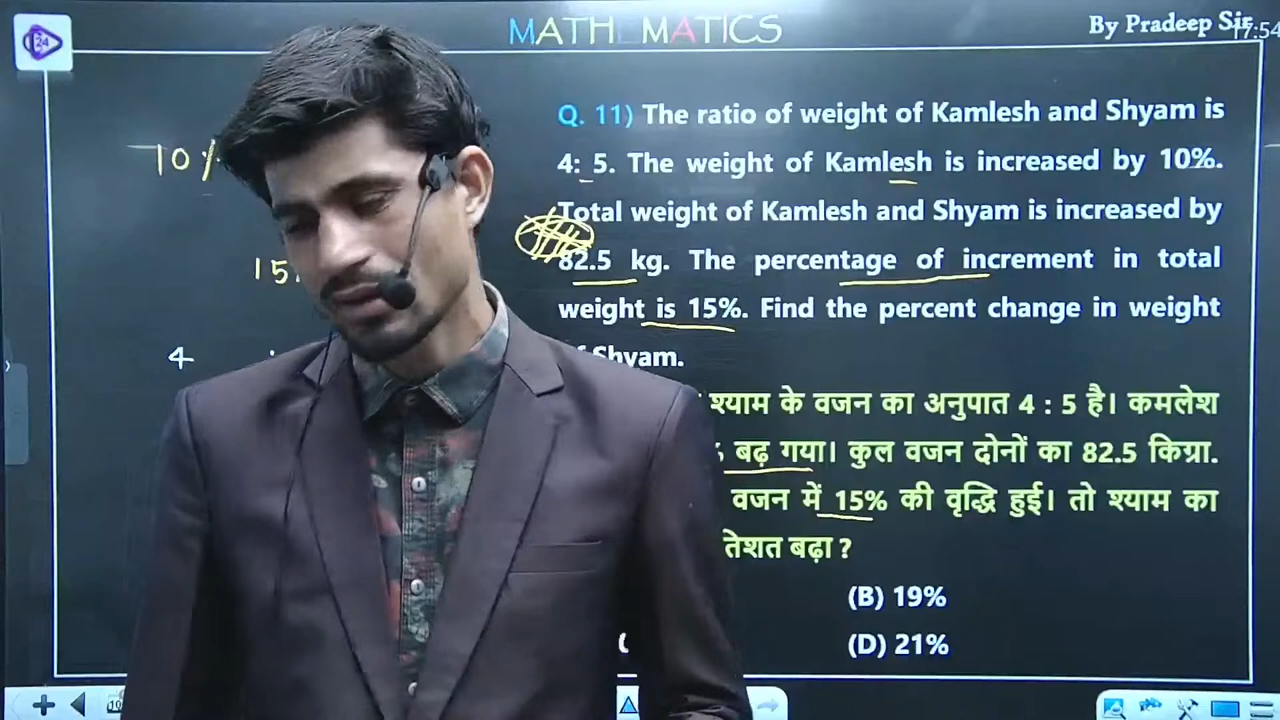 MATHEMATICS
By Pradeep Sir
17:54
24
Q. 11) The ratio of weight of Kamlesh and Shyam is
4: 5. The weight of Kamlesh is increased by 10%.
Total weight of Kamlesh and Shyam is increased by
82.5 kg. The percentage of increment in total
weight is 15%. Find the percent change in weight
Shyam.
श्याम के वजन का अनुपात 4 : 5 है। कमलेश
बढ़ गया। कुल वजन दोनों का 82.5 किग्रा.
वजन में 15% की वृद्धि हुई। तो श्याम का
बढ़ा ?
(B) 19%
(D) 21%
10%
15
4